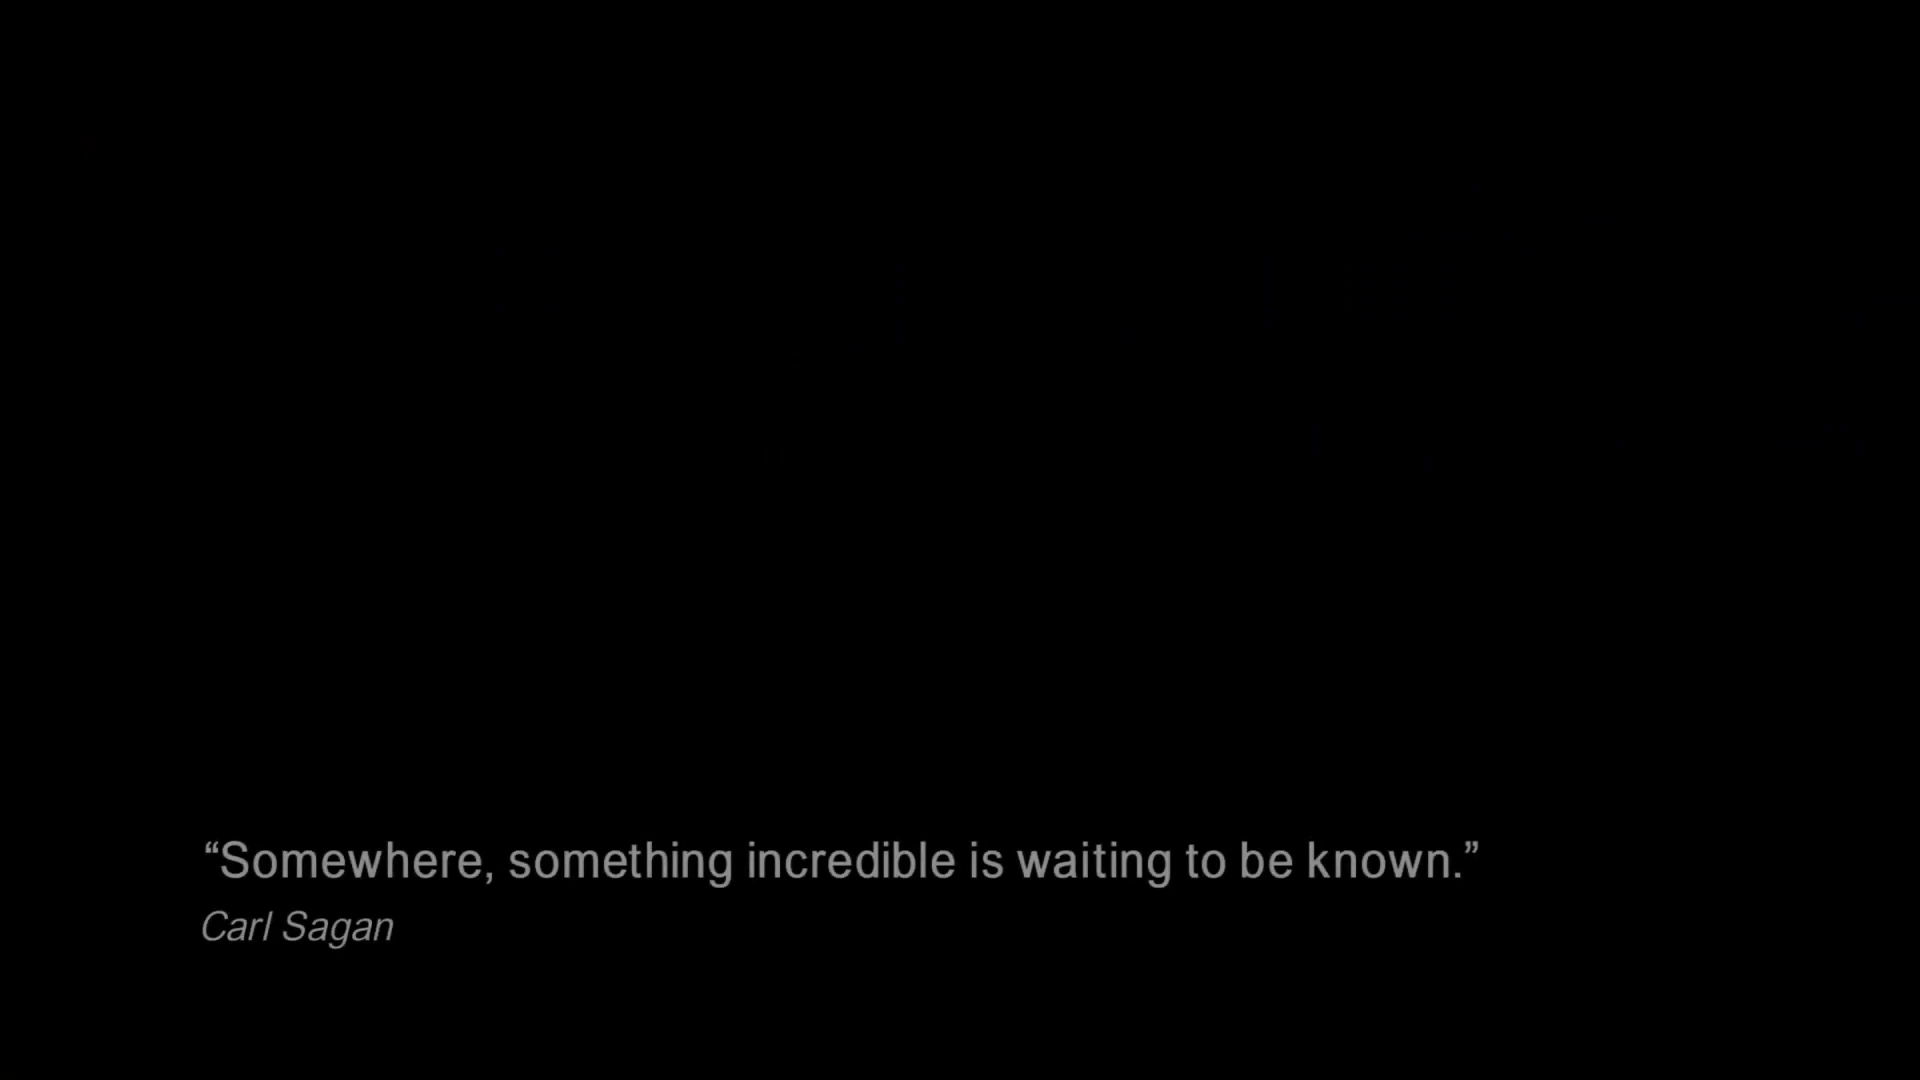 “Somewhere, something incredible is waiting to be known.”
Carl Sagan